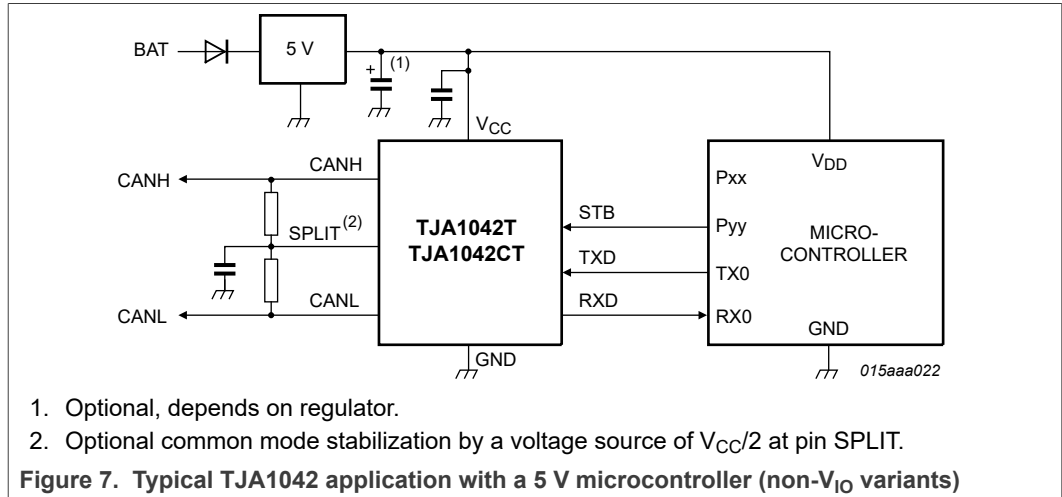 BAT
5 V
+
(1)
VCC
CANH
CANH
SPLIT(2)
CANL
CANL
TJA1042T
TJA1042CT
GND
STB
TXD
RXD
VDD
Pxx
Pyy
TX0
RX0
MICRO-
CONTROLLER
GND
015aaa022
1. Optional, depends on regulator.
2. Optional common mode stabilization by a voltage source of VCC/2 at pin SPLIT.
Figure 7. Typical TJA1042 application with a 5 V microcontroller (non-VIO variants)